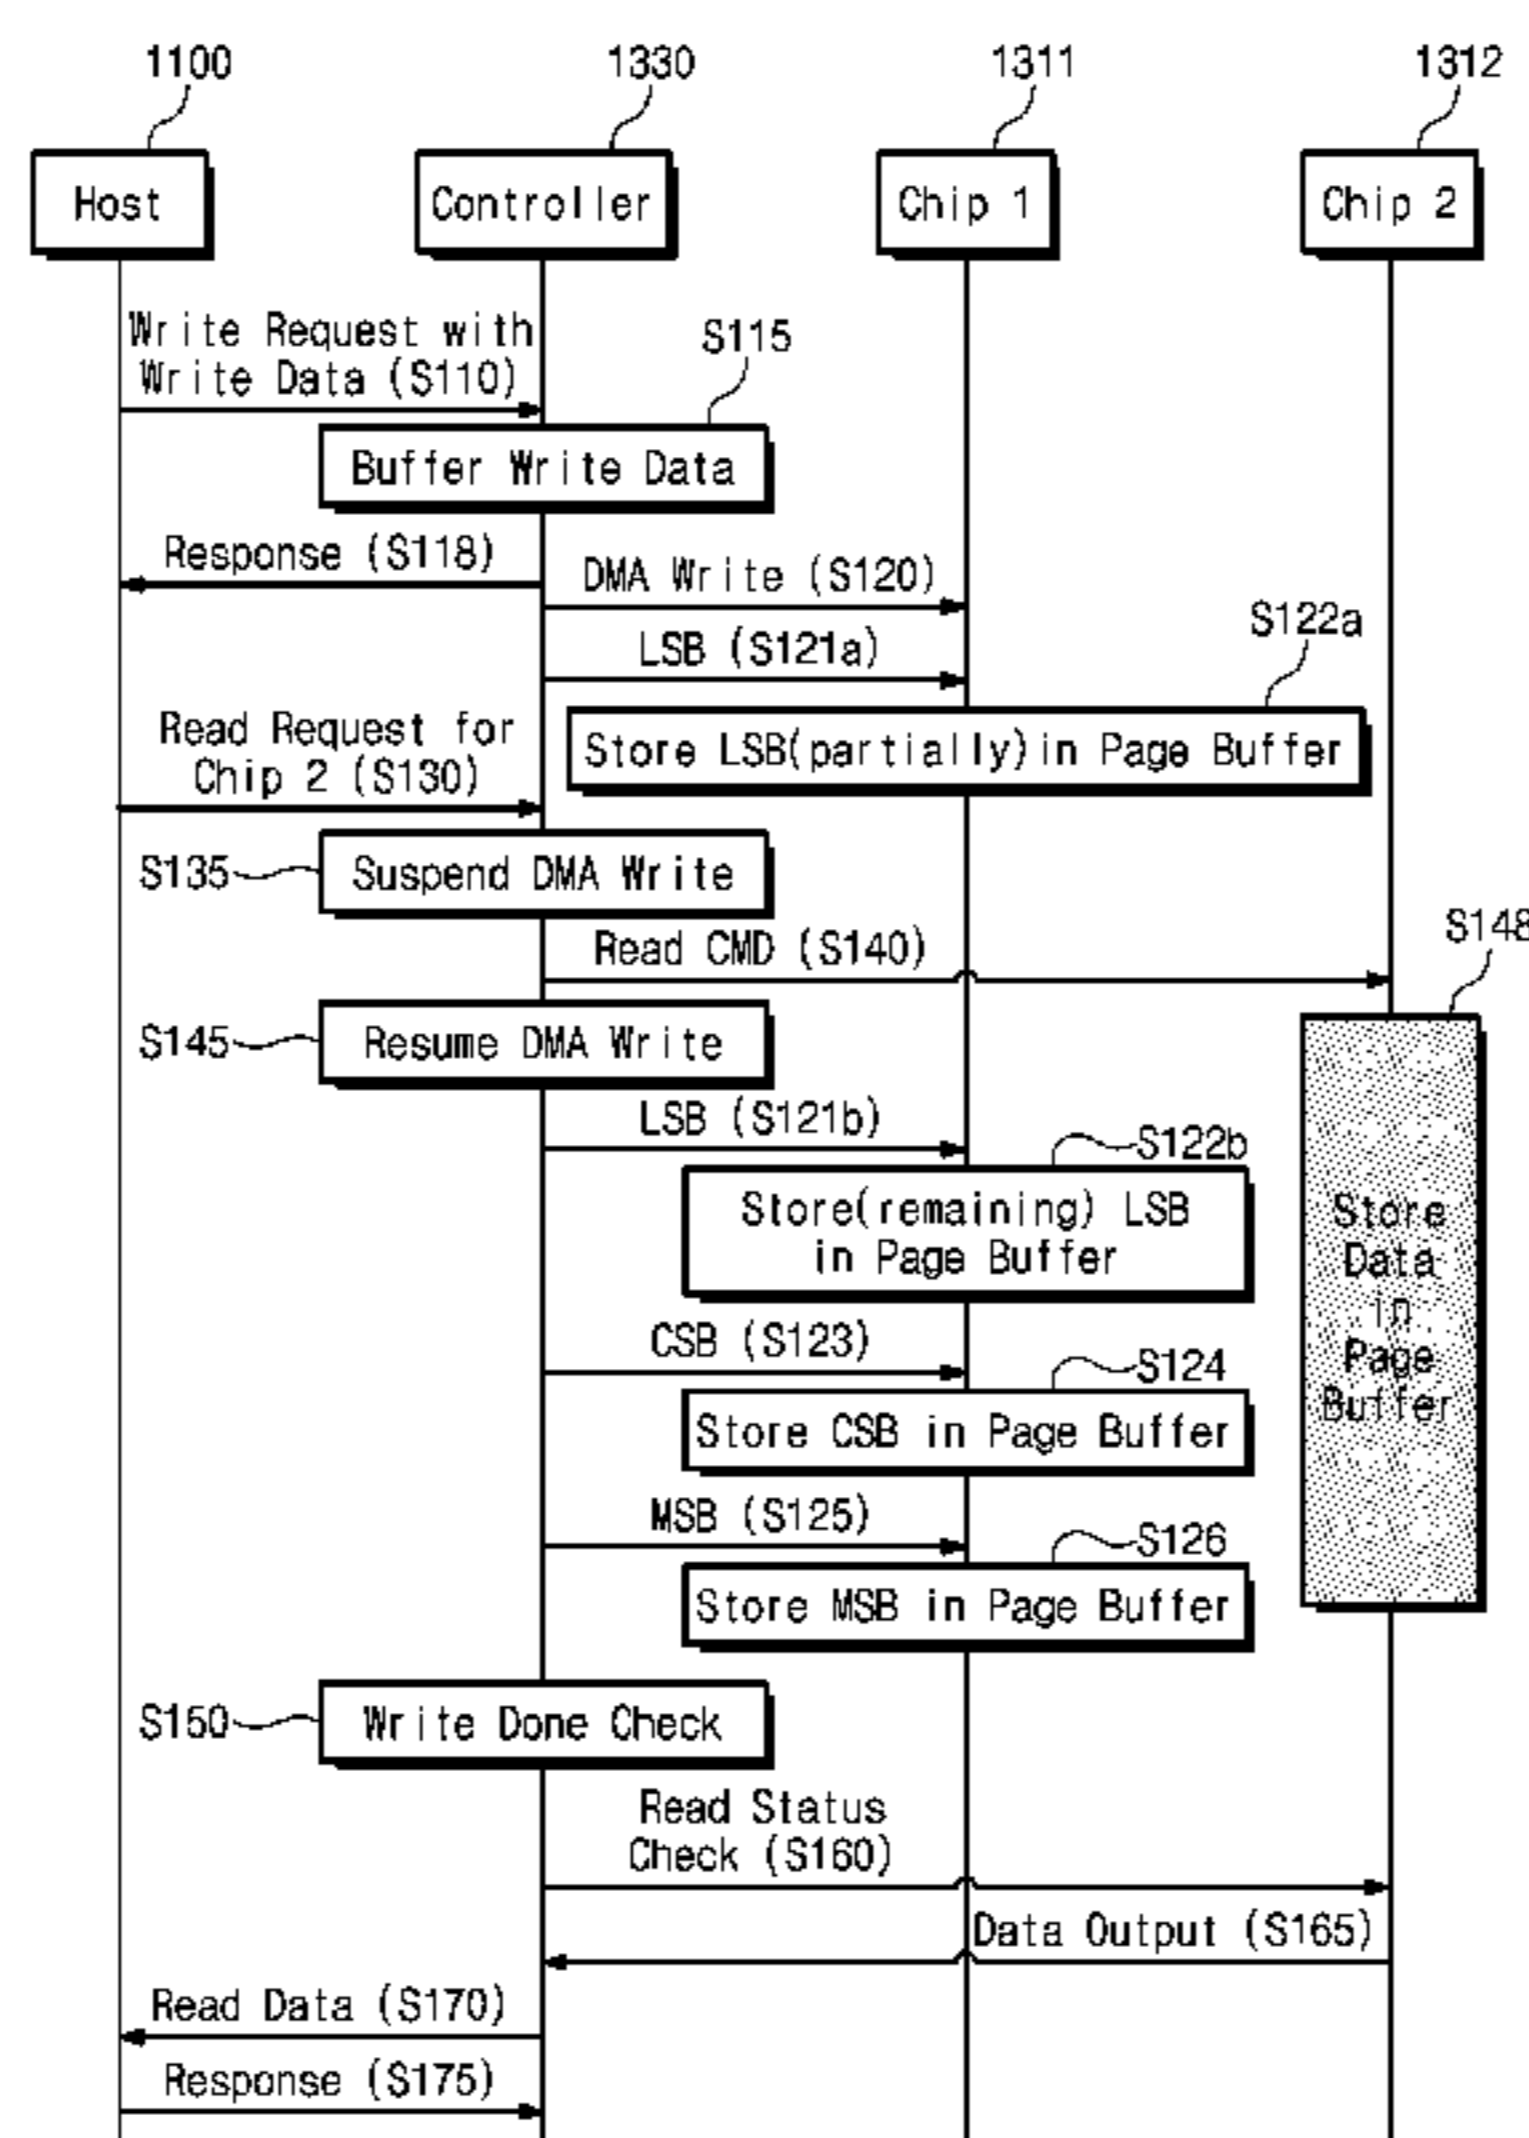 1100
1330
1311
1312
Host
Controller
Chip 1
Chip 2
Write Request with
Write Data (S110)
S115
Buffer Write Data
Response (S118)
DMA Write (S120)
LSB (S121a)
S122a
Read Request for
Chip 2 (S130)
Store LSB(partially)in Page Buffer
S135
Suspend DMA Write
Read CMD (S140)
S148
S145
Resume DMA Write
LSB (S121b)
S122b
Store(remaining) LSB
in Page Buffer
Store
Data
in
Page
Buffer
CSB (S123)
S124
Store CSB in Page Buffer
MSB (S125)
S126
Store MSB in Page Buffer
S150
Write Done Check
Read Status
Check (S160)
Data Output (S165)
Read Data (S170)
Response (S175)